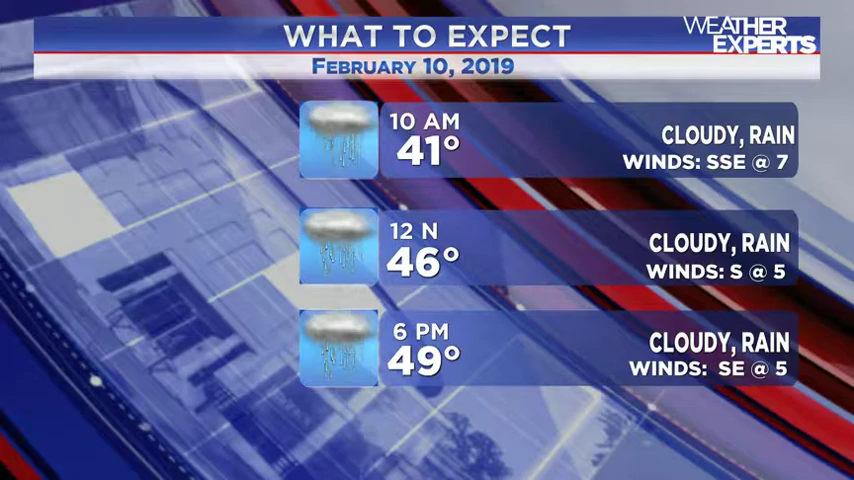 WHAT TO EXPECT
WEATHER
EXPERTS
FEBRUARY 10, 2019
10 AM
41°
CLOUDY, RAIN
WINDS: SSE @ 7
12 N
46°
CLOUDY, RAIN
WINDS: S @ 5
6 PM
49°
CLOUDY, RAIN
WINDS: SE @ 5